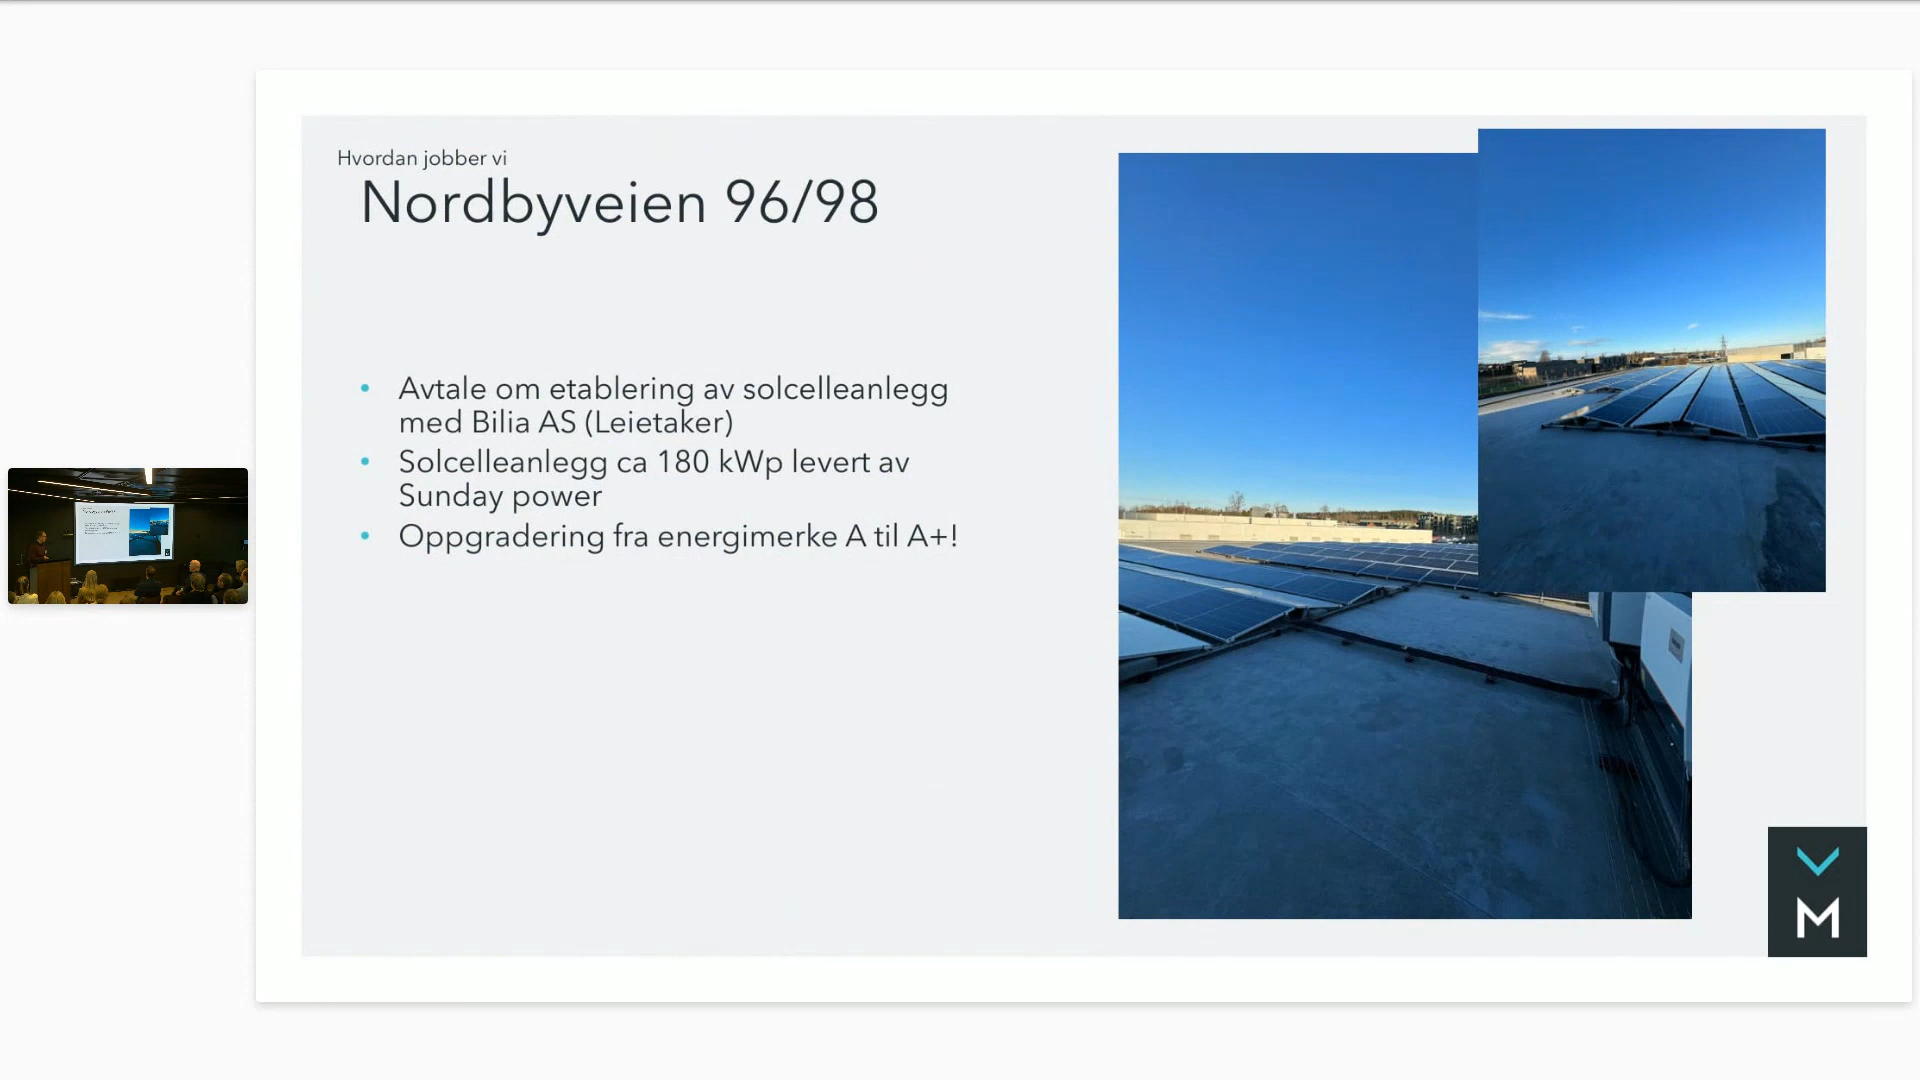 Hvordan jobber vi
Nordbyveien 96/98
• Avtale om etablering av solcelleanlegg
med Bilia AS (Leietaker)
• Solcelleanlegg ca 180 kWp levert av
Sunday power
• Oppgradering fra energimerke A til A+!
M